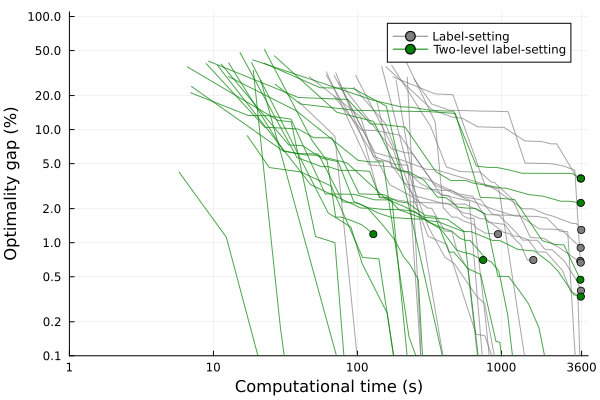 100.0
Label-setting
Two-level label-setting
50.0
20.0
10.0
5.0
2.0
1.0
0.5
0.2
0.1
Optimality gap (%)
1 10 100 1000 3600
Computational time (s)